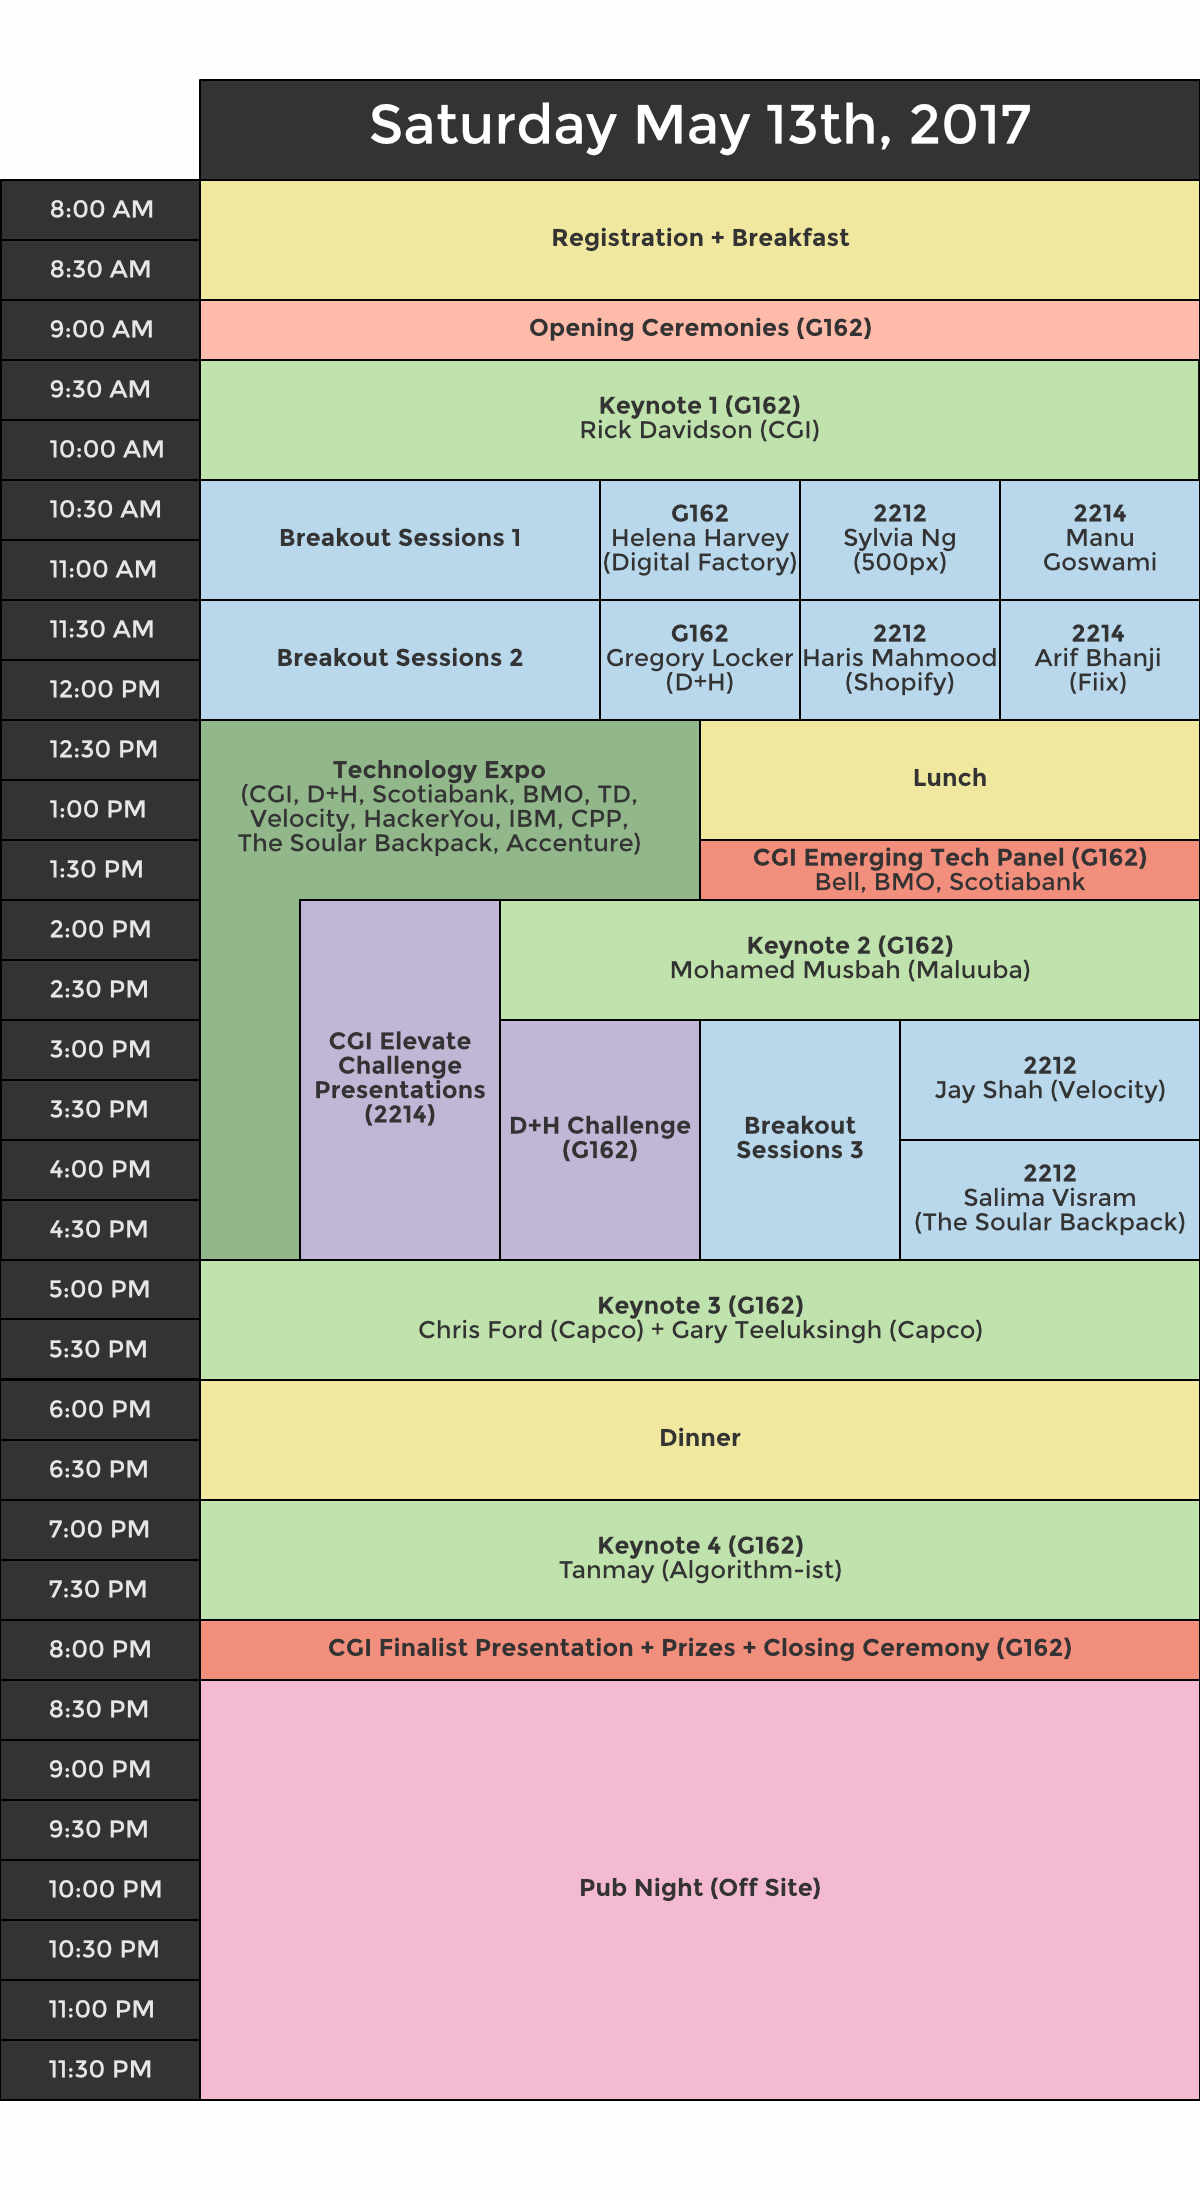 Saturday May 13th, 2017
8:00 AM
8:30 AM
Registration + Breakfast
9:00 AM
Opening Ceremonies (G162)
9:30 AM
10:00 AM
Keynote 1 (G162)
Rick Davidson (CGI)
10:30 AM
11:00 AM
Breakout Sessions 1
G162
Helena Harvey
(Digital Factory)
2212
Sylvia Ng
(500px)
2214
Manu
Goswami
11:30 AM
12:00 PM
Breakout Sessions 2
G162
Gregory Locker
(D+H)
2212
Haris Mahmood
(Shopify)
2214
Arif Bhanji
(Fiix)
12:30 PM
1:00 PM
1:30 PM
Technology Expo
(CGI, D+H, Scotiabank, BMO, TD,
Velocity, HackerYou, IBM, CPP,
The Soular Backpack, Accenture)
Lunch
CGI Emerging Tech Panel (G162)
Bell, BMO, Scotiabank
2:00 PM
2:30 PM
3:00 PM
3:30 PM
4:00 PM
4:30 PM
CGI Elevate
Challenge
Presentations
(2214)
Keynote 2 (G162)
Mohamed Musbah (Maluuba)
D+H Challenge
(G162)
Breakout
Sessions 3
2212
Jay Shah (Velocity)
2212
Salima Visram
(The Soular Backpack)
5:00 PM
5:30 PM
Keynote 3 (G162)
Chris Ford (Capco) + Gary Teeluksingh (Capco)
6:00 PM
6:30 PM
Dinner
7:00 PM
7:30 PM
Keynote 4 (G162)
Tanmay (Algorithm-ist)
8:00 PM
CGI Finalist Presentation + Prizes + Closing Ceremony (G162)
8:30 PM
9:00 PM
9:30 PM
10:00 PM
10:30 PM
11:00 PM
11:30 PM
Pub Night (Off Site)